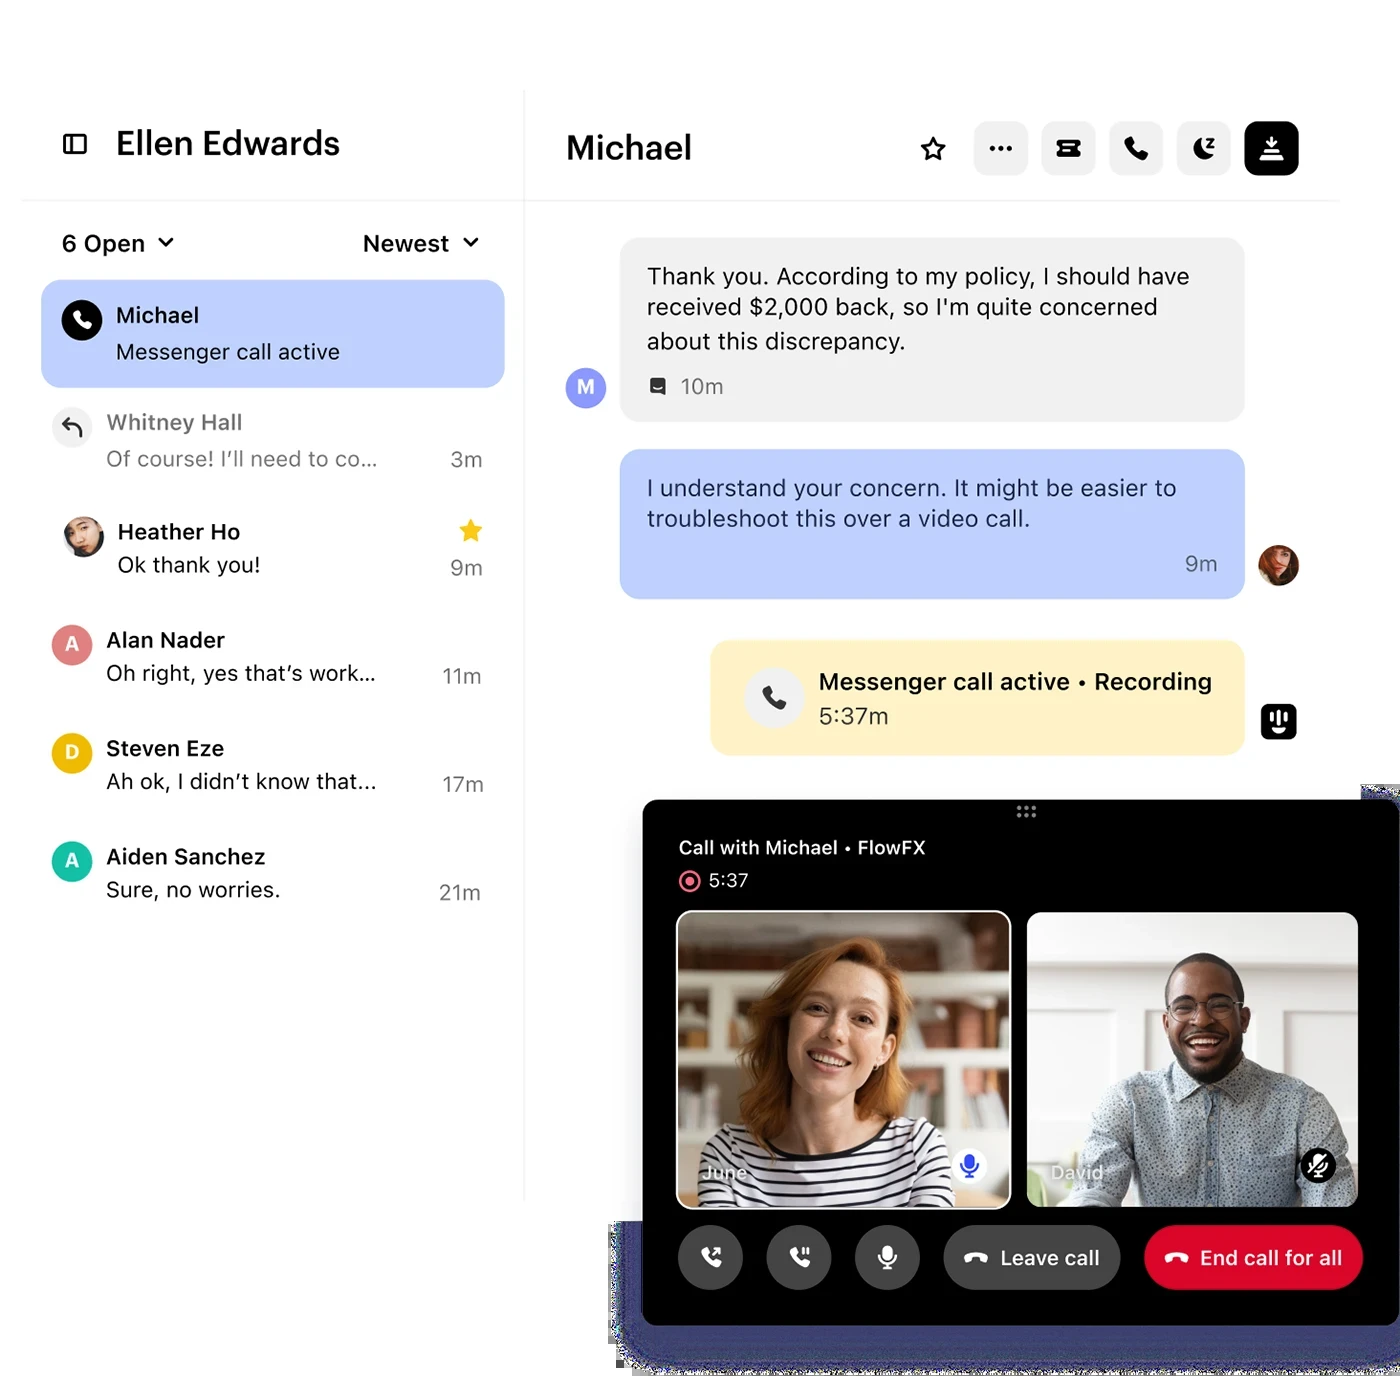 Ellen Edwards
6 Open
Newest
Michael
Messenger call active
Whitney Hall
Of course! I’ll need to co...
3m
Heather Ho
Ok thank you!
9m
A
Alan Nader
Oh right, yes that’s work...
11m
D
Steven Eze
Ah ok, I didn’t know that...
17m
A
Aiden Sanchez
Sure, no worries.
21m
Michael
z
Thank you. According to my policy, I should have
received $2,000 back, so I'm quite concerned
about this discrepancy.
10m
M
I understand your concern. It might be easier to
troubleshoot this over a video call.
9m
Messenger call active • Recording
5:37m
Call with Michael • FlowFX
5:37
June
David
Leave call
End call for all